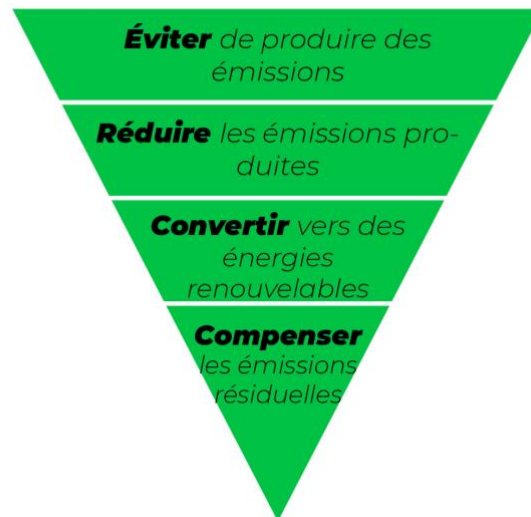 Éviter de produire des
émissions
Réduire les émissions pro-
duites
Convertir vers des
énergies
renouvelables
Compenser
les émissions
résiduelles